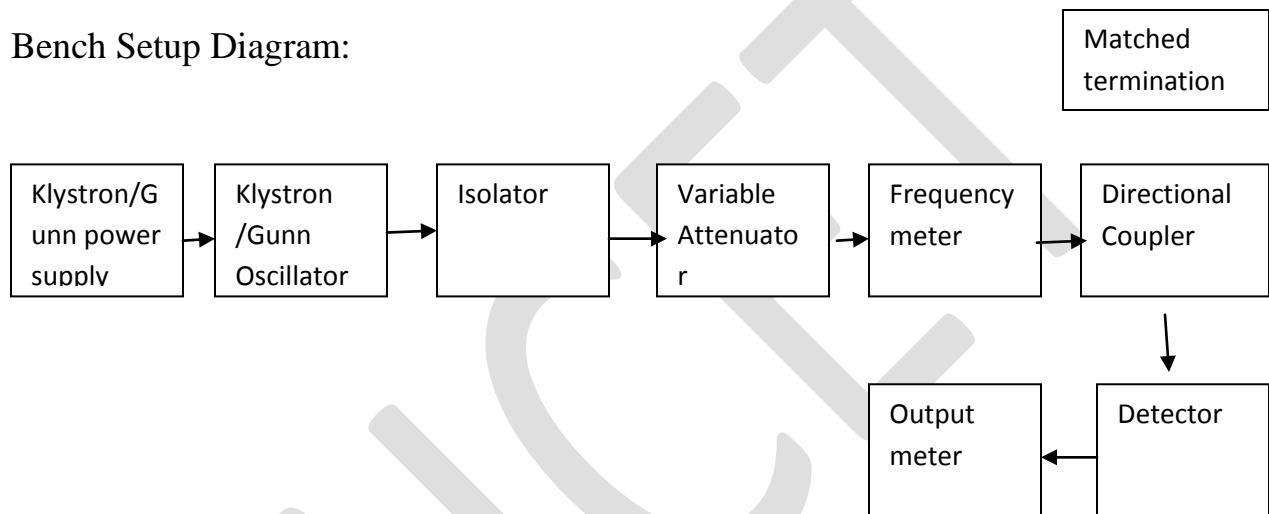 Bench Setup Diagram:
Matched
termination
Klystron/G
unn power
supply
Klystron
/Gunn
Oscillator
Isolator
Variable
Attenuato
r
Frequency
meter
Directional
Coupler
Output
meter
Detector